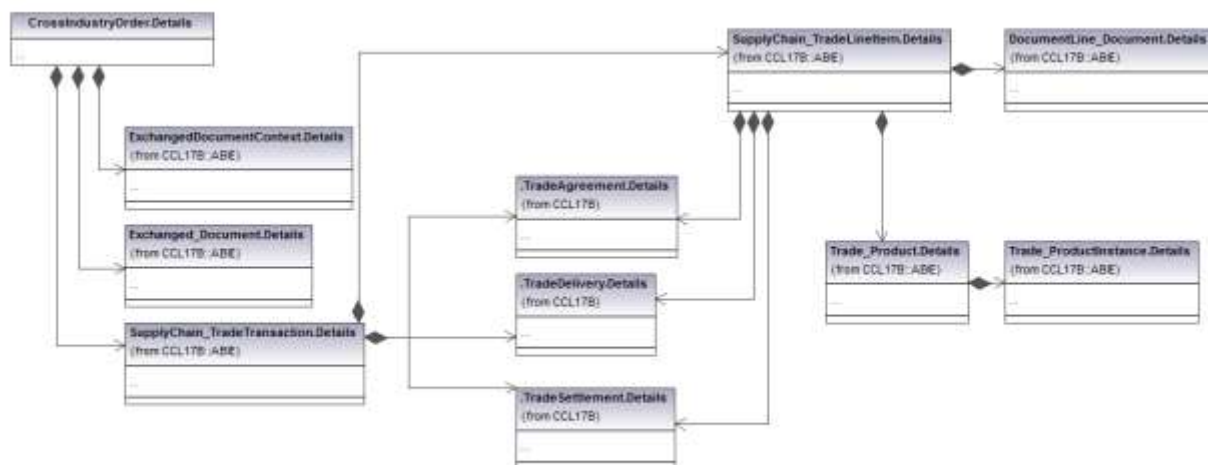 CrossIndustryOrder.Details
...
SupplyChain_TradeLineItem.Details
(from CCL17B::ABIE)
...
DocumentLine_Document.Details
(from CCL17B::ABIE)
...
ExchangedDocumentContext.Details
(from CCL17B::ABIE)
...
.TradeAgreement.Details
(from CCL17B)
...
Exchanged_Document.Details
(from CCL17B::ABIE)
...
Trade_Product.Details
(from CCL17B::ABIE)
...
Trade_ProductInstance.Details
(from CCL17B::ABIE)
...
.TradeDelivery.Details
(from CCL17B)
...
SupplyChain_TradeTransaction.Details
(from CCL17B::ABIE)
...
.TradeSettlement.Details
(from CCL17B)
...